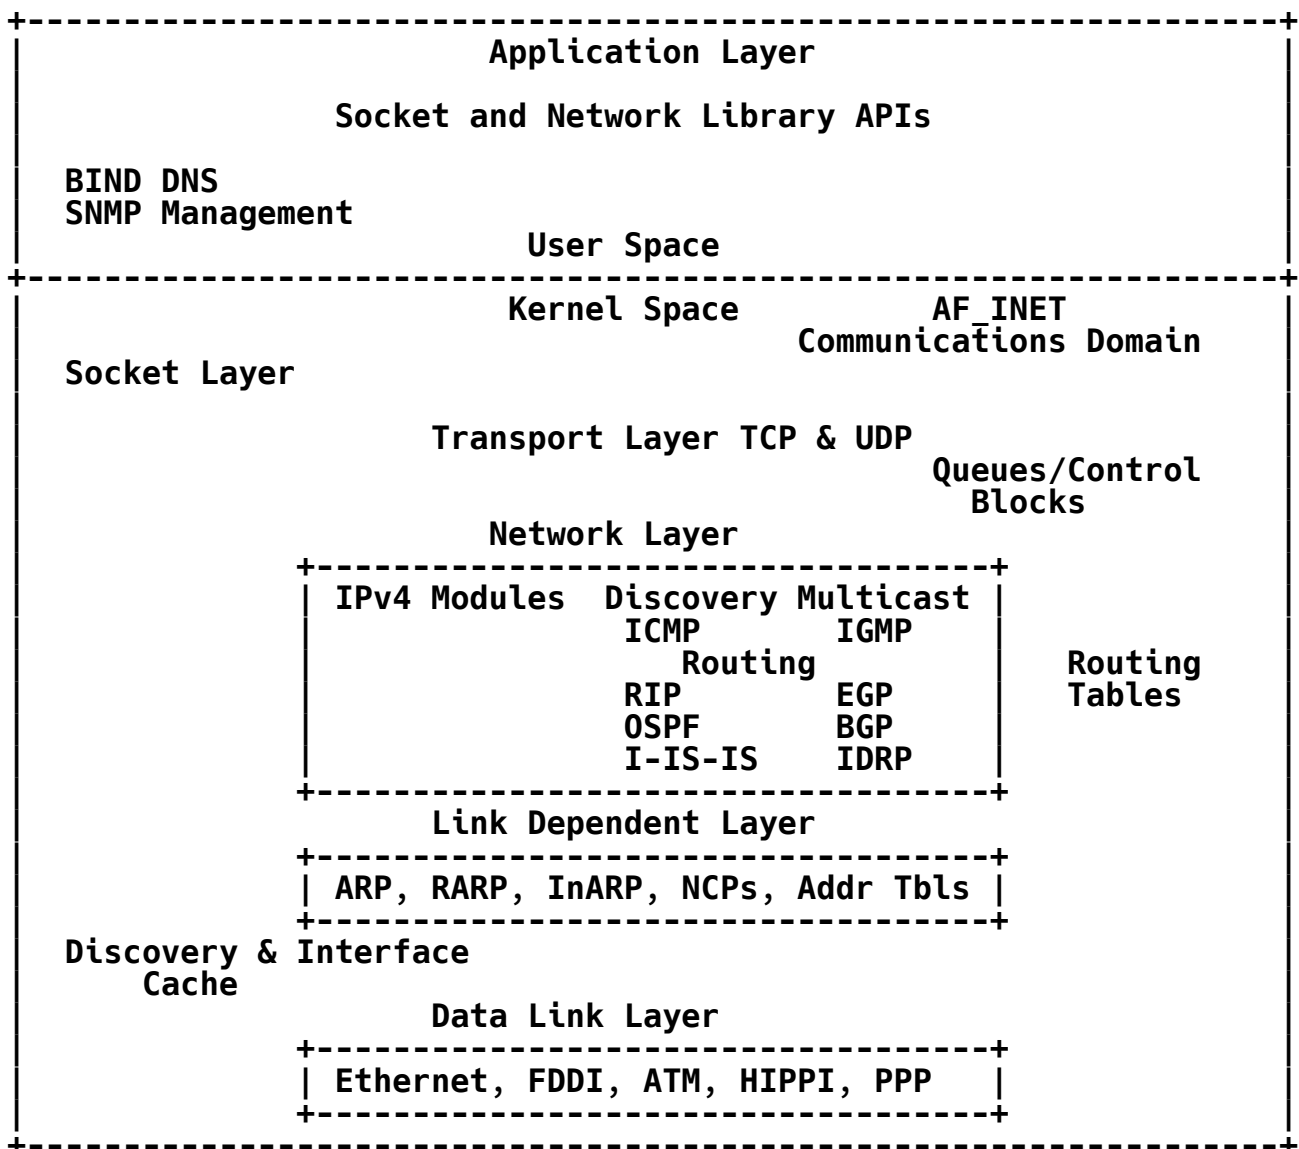 Application Layer
Socket and Network Library APIs
BIND DNS
SNMP Management
User Space
Kernel Space AF_INET
Communications Domain
Socket Layer
Transport Layer TCP & UDP
Queues/Control
Blocks
Network Layer
IPv4 Modules Discovery Multicast
ICMP IGMP
Routing Routing
RIP EGP Tables
OSPF BGP
I-IS-IS IDRP
Link Dependent Layer
ARP, RARP, InARP, NCPs, Addr Tbls
Discovery & Interface
Cache
Data Link Layer
Ethernet, FDDI, ATM, HIPPI, PPP